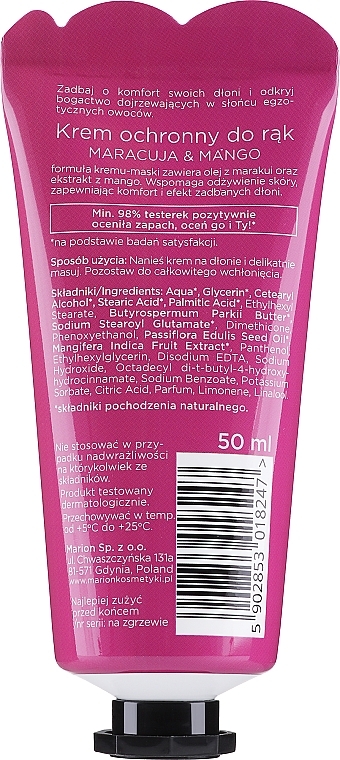 Zadbaj o komfort swoich dłoni i odkryj
bogactwo dojrzewających w słońcu egzo-
tycznych owoców.
Krem ochronny do rąk
MARACUJA & MANGO
formuła kremu-maski zawiera olej z marakui oraz
ekstrakt z mango. Wspomaga odżywienie skóry,
zapewniając komfort i efekt zadbanych dłoni.
Min. 98% testerek pozytywnie
oceniła zapach, oceń go i Ty!*
*na podstawie badań satysfakcji.
Sposób użycia: Nanieś krem na dłonie i delikatnie
masuj. Pozostaw do całkowitego wchłonięcia.
Składniki/Ingredients: Aqua*, Glycerin*, Cetearyl
Alcohol*, Stearic Acid*, Palmitic Acid*, Ethylhexyl
Stearate, Butyrospermum Parkii Butter*,
Sodium Stearoyl Glutamate*, Dimethicone,
Phenoxyethanol, Passiflora Edulis Seed Oil*,
Mangifera Indica Fruit Extract*, Panthenol,
Ethylhexylglycerin, Disodium EDTA, Sodium
Hydroxide, Octadecyl di-t-butyl-4-hydroxy-
hydrocinnamate, Sodium Benzoate, Potassium
Sorbate, Citric Acid, Parfum, Limonene, Linalool.
*składniki pochodzenia naturalnego.
Nie stosować w przy-
padku nadwrażliwości
na którykolwiek ze
składników.
Produkt testowany
dermatologicznie.
Przechowywać w temp.
od +5°C do +25°C.
Marion Sp. z o.o.
ul. Chwaszczyńska 131a
81-571 Gdynia, Poland
www.marionkosmetyki.pl
Najlepiej zużyć
przed końcem
/nr serii: na zgrzewie
50 ml
5 902853 018247 >